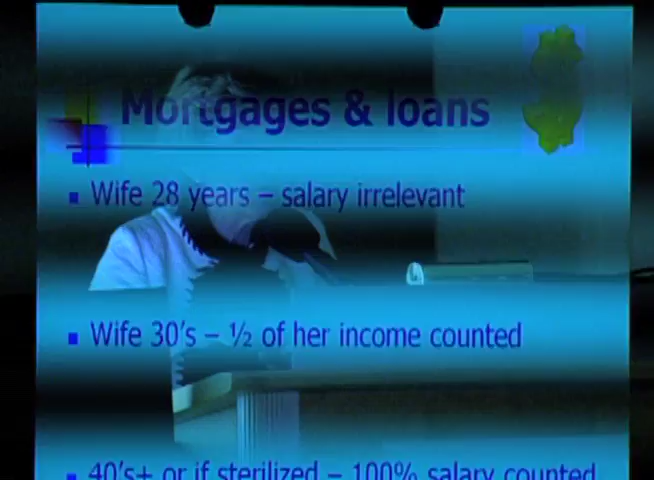 Mortgages & loans
▪ Wife 28 years – salary irrelevant
▪ Wife 30's – ½ of her income counted
▪ 40's+ or if sterilized – 100% salary counted